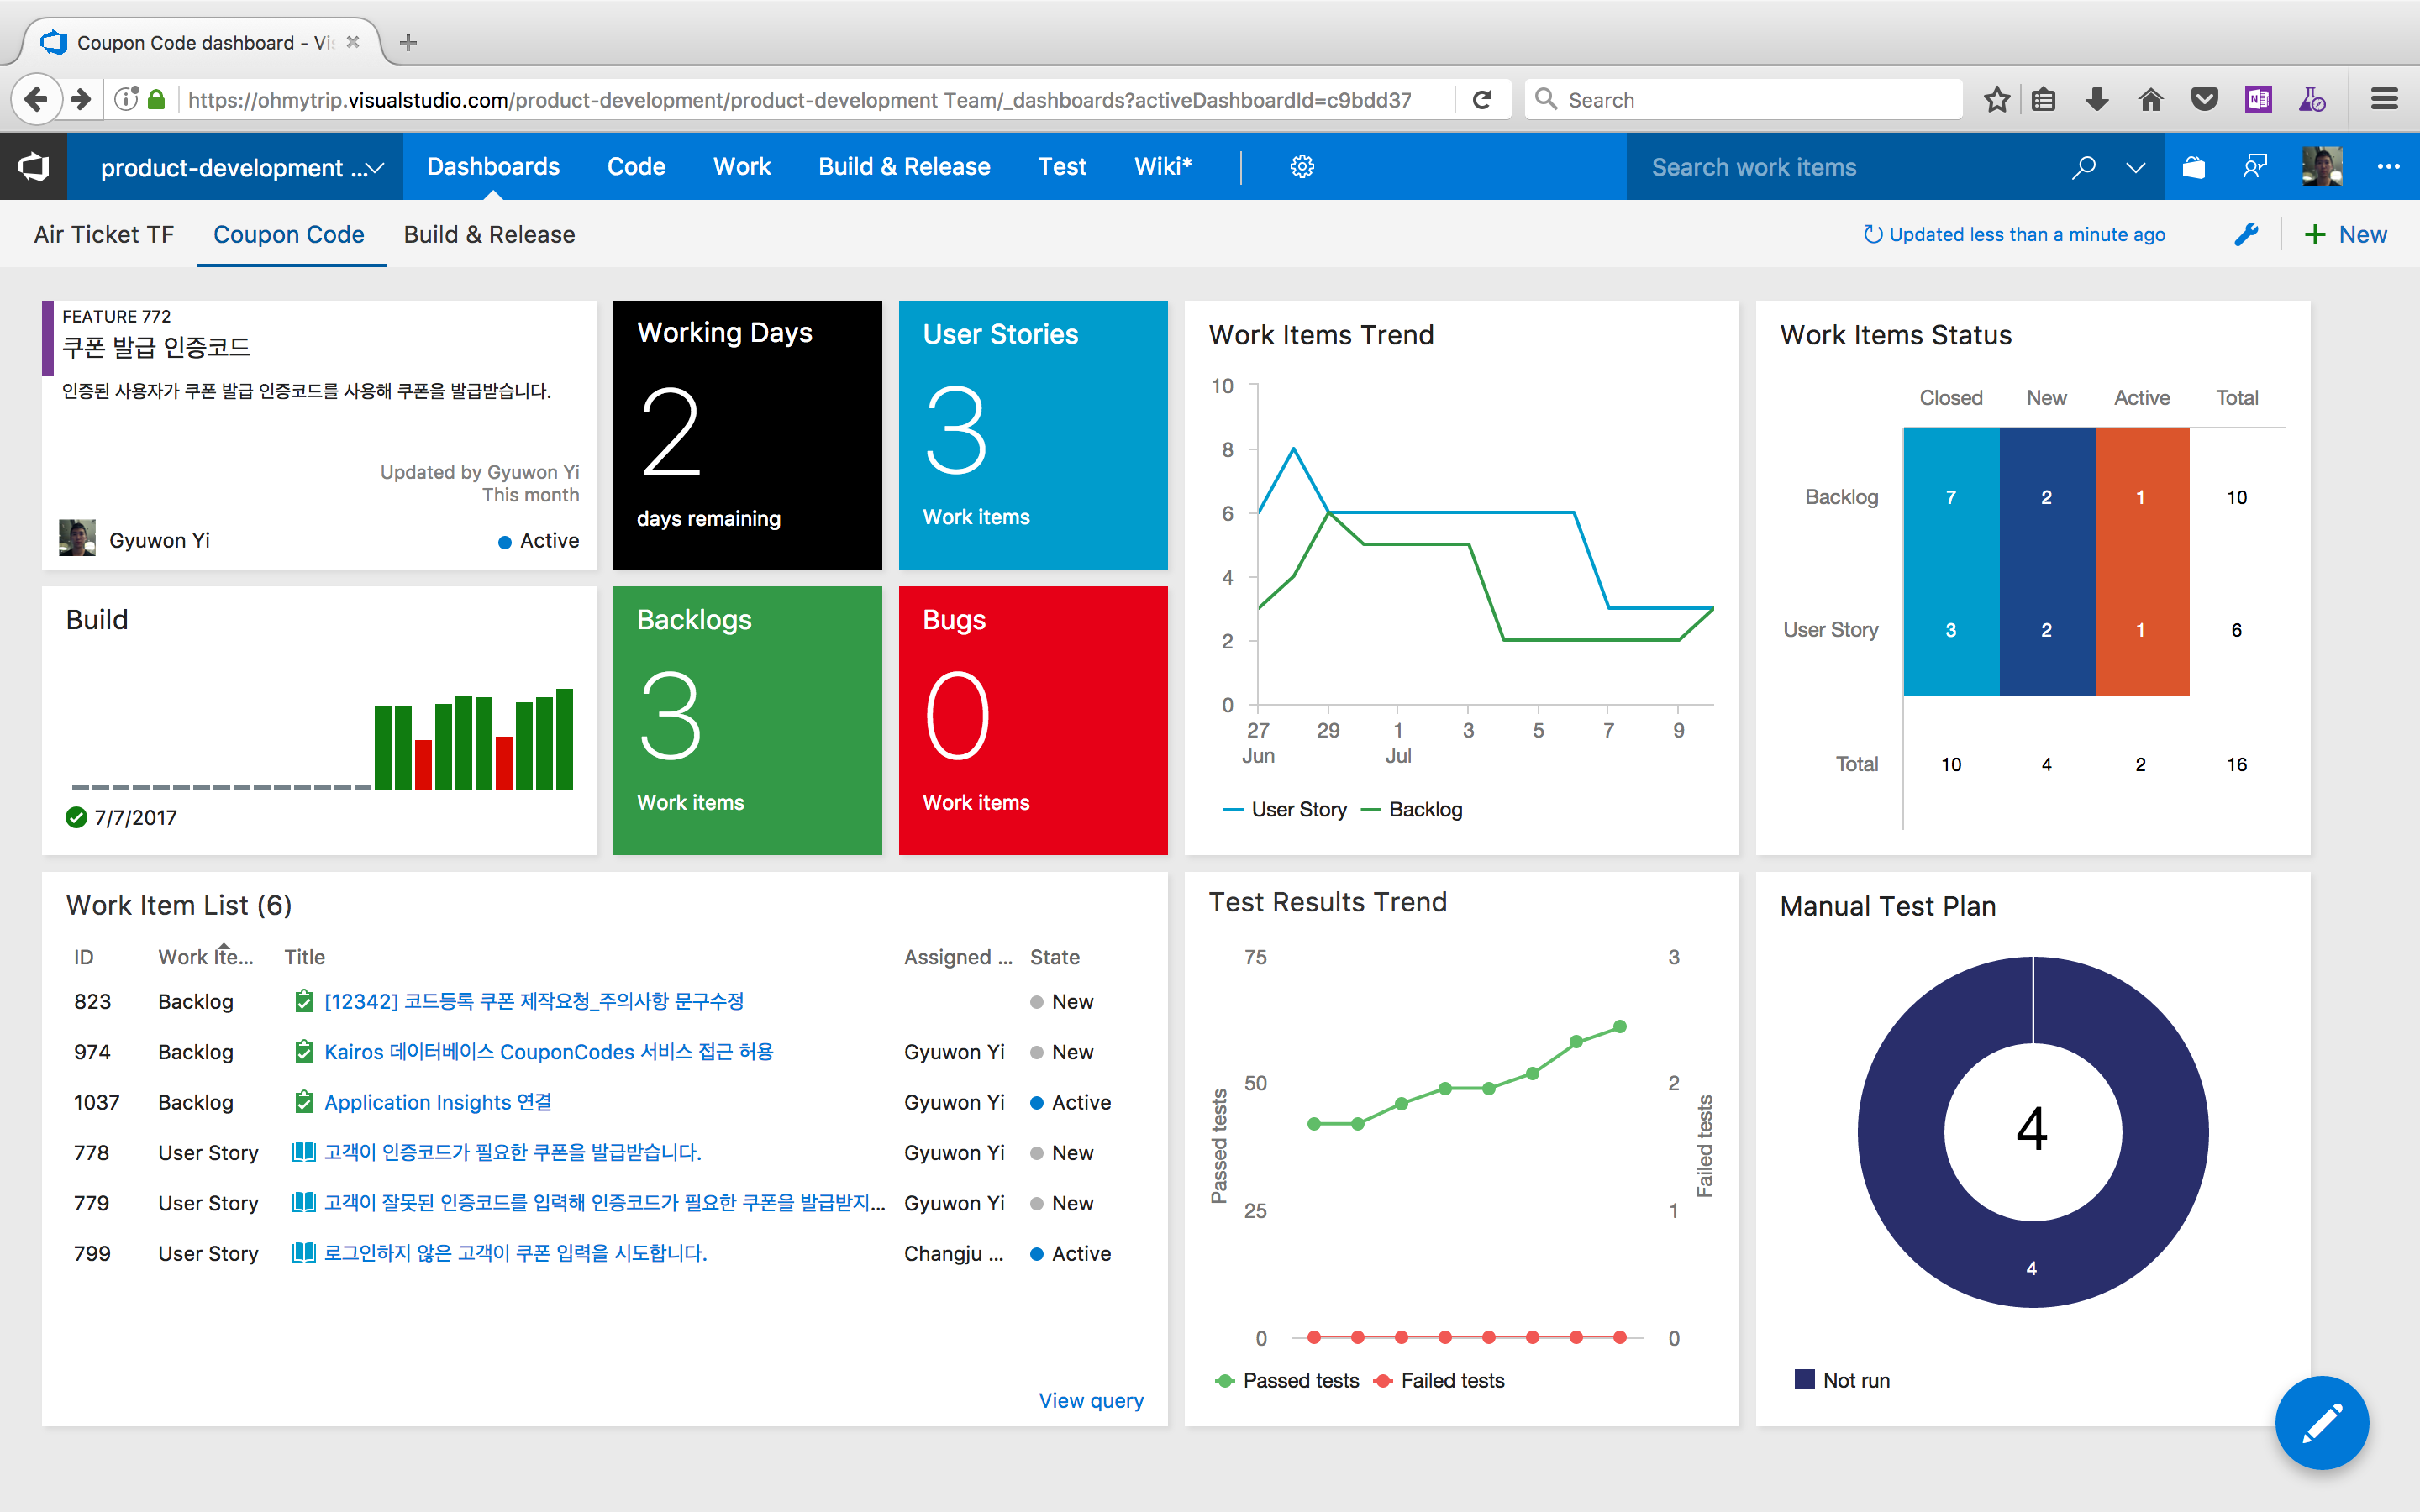 Coupon Code dashboard - Vi
https://ohmytrip.visualstudio.com/product-development/product-development Team/_dashboards?activeDashboardId=c9bdd37
Search
product-development ...
Dashboards
Code
Work
Build & Release
Test
Wiki*
Search work items
Air Ticket TF
Coupon Code
Build & Release
Updated less than a minute ago
New
FEATURE 772
쿠폰 발급 인증코드
인증된 사용자가 쿠폰 발급 인증코드를 사용해 쿠폰을 발급받습니다.
Updated by Gyuwon Yi
This month
Gyuwon Yi
Active
Working Days
2
days remaining
User Stories
3
Work items
Build
7/7/2017
Backlogs
3
Work items
Bugs
0
Work items
Work Items Trend
10
8
6
4
2
0
27 29 1 3 5 7 9
Jun Jul
User Story Backlog
Work Items Status
Closed New Active Total
Backlog 7 2 1 10
User Story 3 2 1 6
Total 10 4 2 16
Work Item List (6)
ID Work Ite... Title Assigned ... State
823 Backlog [12342] 코드등록 쿠폰 제작요청_주의사항 문구수정 New
974 Backlog Kairos 데이터베이스 CouponCodes 서비스 접근 허용 Gyuwon Yi New
1037 Backlog Application Insights 연결 Gyuwon Yi Active
778 User Story 고객이 인증코드가 필요한 쿠폰을 발급받습니다. Gyuwon Yi New
779 User Story 고객이 잘못된 인증코드를 입력해 인증코드가 필요한 쿠폰을 발급받지... Gyuwon Yi New
799 User Story 로그인하지 않은 고객이 쿠폰 입력을 시도합니다. Changju ... Active
View query
Test Results Trend
75 3
50 2
25 1
0 0
Passed tests
Failed tests
Passed tests Failed tests
Manual Test Plan
4
4
Not run